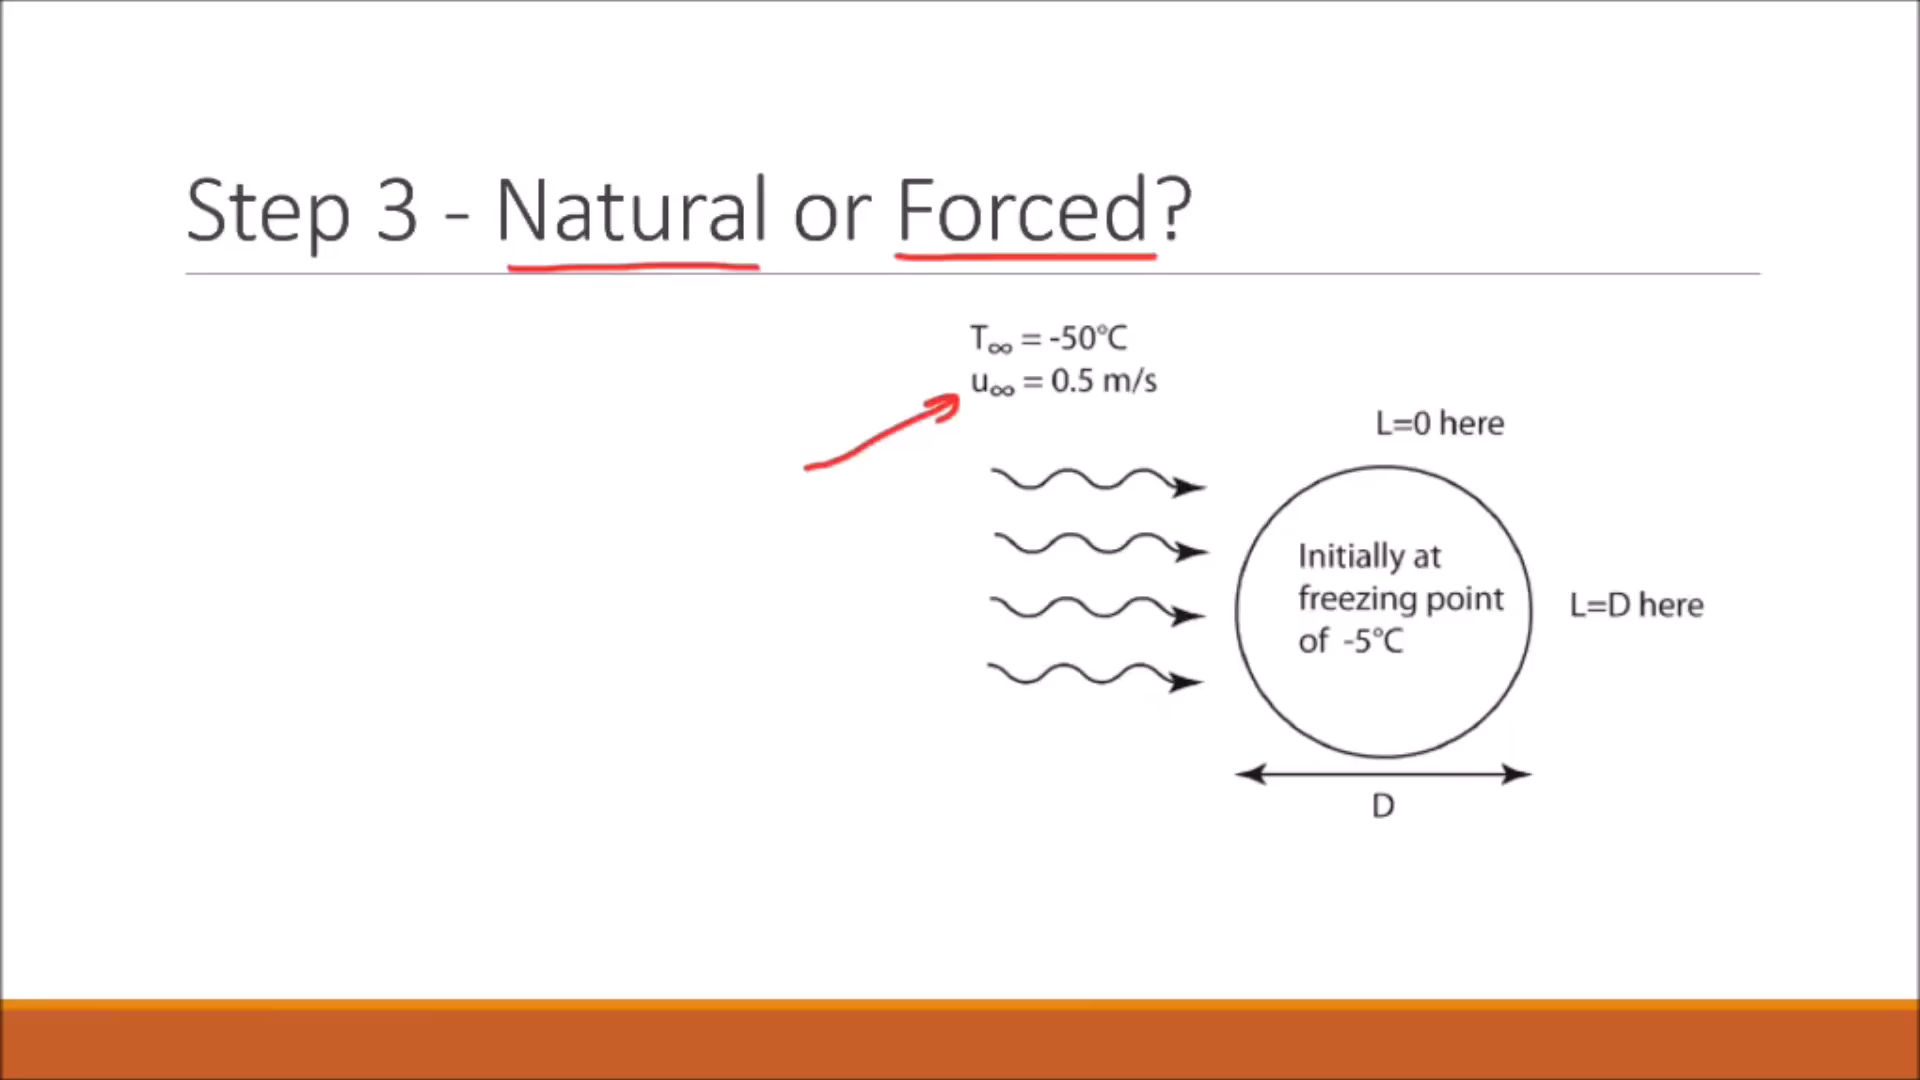 Step 3 - Natural or Forced?
T∞ = -50°C
u∞ = 0.5 m/s
L=0 here
Initially at
freezing point
of -5°C
L=D here
D